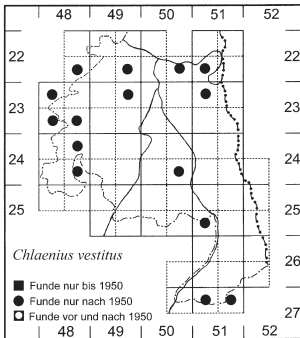 48 49 50 51 52
22 22
23 23
24 24
25 25
Chlaenius vestitus
26
Funde nur bis 1950
Funde nur nach 1950
Funde vor und nach 1950
27
48 49 50 51 52